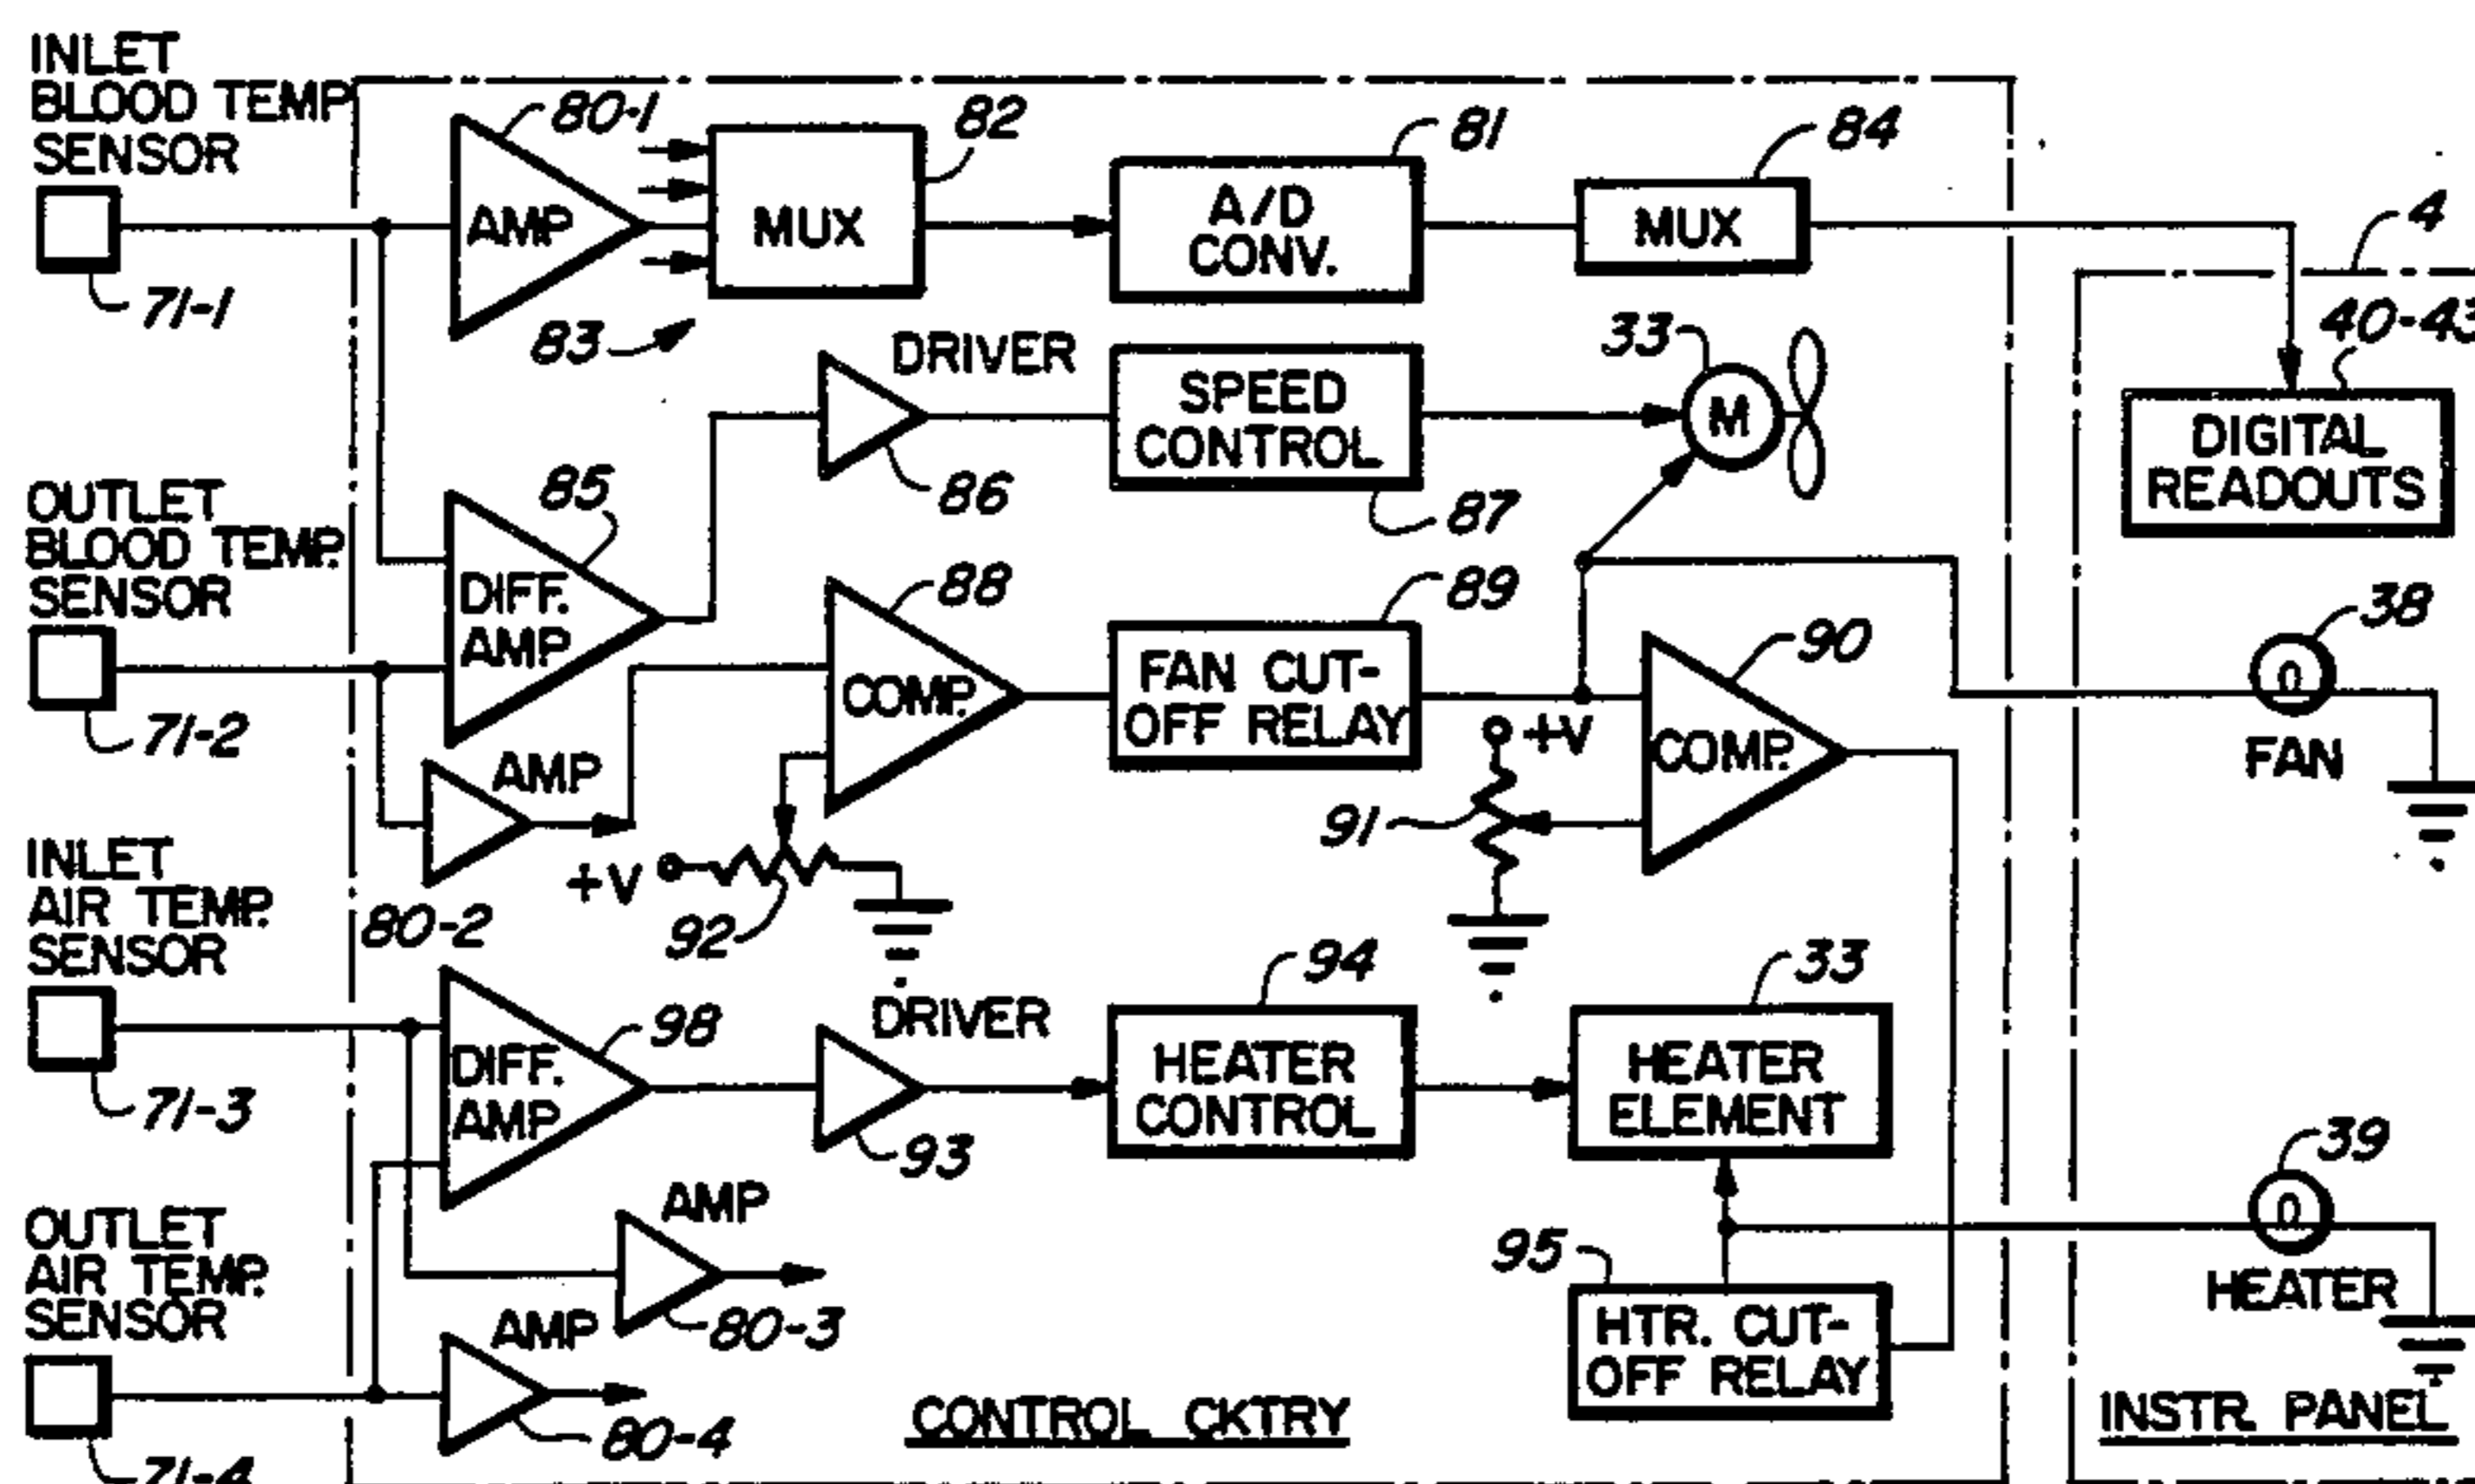 INLET
BLOOD TEMP.
SENSOR
71-1
80-1
AMP
83
MUX
82
A/D
CONV.
81
MUX
84
4
40-43
DIGITAL
READOUTS
DRIVER
86
SPEED
CONTROL
87
33
M
OUTLET
BLOOD TEMP.
SENSOR
71-2
85
DIFF.
AMP
AMP
80-2
88
COMP.
+V
92
FAN CUT-
OFF RELAY
89
+V
91
90
COMP.
38
FAN
INLET
AIR TEMP.
SENSOR
71-3
98
DIFF.
AMP
DRIVER
93
94
HEATER
CONTROL
33
HEATER
ELEMENT
39
HEATER
OUTLET
AIR TEMP.
SENSOR
71-4
AMP
80-3
AMP
80-4
95
HTR. CUT-
OFF RELAY
CONTROL CKTRY
INSTR. PANEL